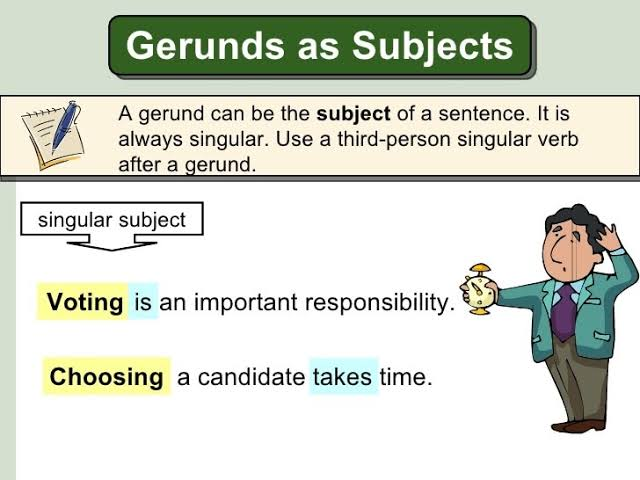 Gerunds as Subjects
A gerund can be the subject of a sentence. It is
always singular. Use a third-person singular verb
after a gerund.
singular subject
Voting is an important responsibility.
Choosing a candidate takes time.